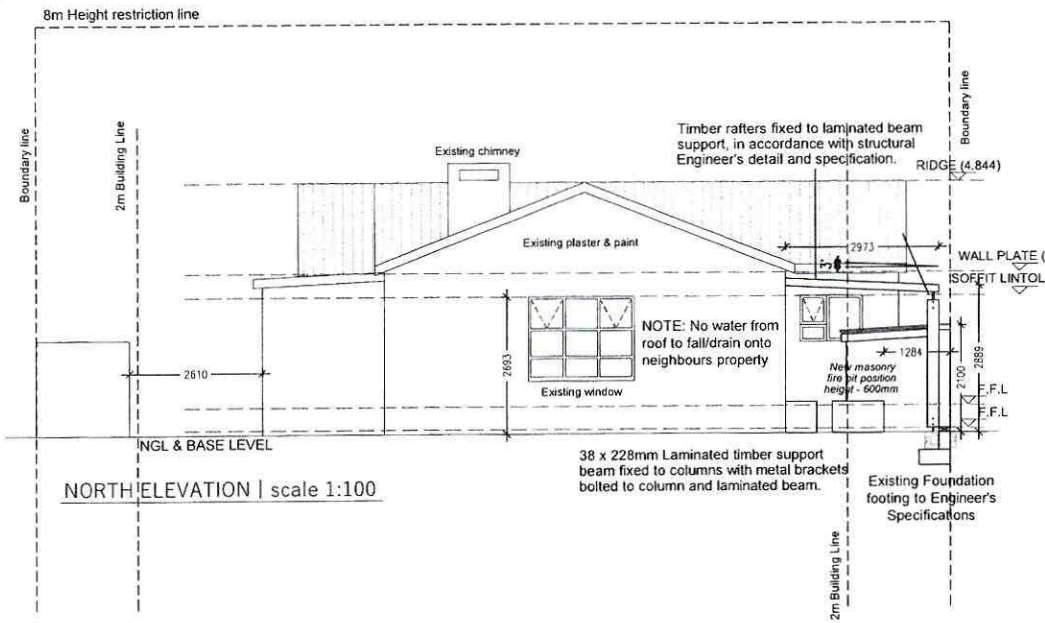 8m Height restriction line
Boundary line
2m Building Line
Existing chimney
Timber rafters fixed to laminated beam
support, in accordance with structural
Engineer's detail and specification.
Boundary line
RIDGE (4.844)
Existing plaster & paint
2973
3°
WALL PLATE (
SOFFIT LINTOL
2693
NOTE: No water from
roof to fall/drain onto
neighbours property
1284
2100
2889
2610
Existing window
New masonry
fire pit position
height - 600mm
F.F.L
F.F.L
NGL & BASE LEVEL
38 x 228mm Laminated timber support
beam fixed to columns with metal brackets
bolted to column and laminated beam.
Existing Foundation
footing to Engineer's
Specifications
NORTH ELEVATION | scale 1:100
2m Building Line